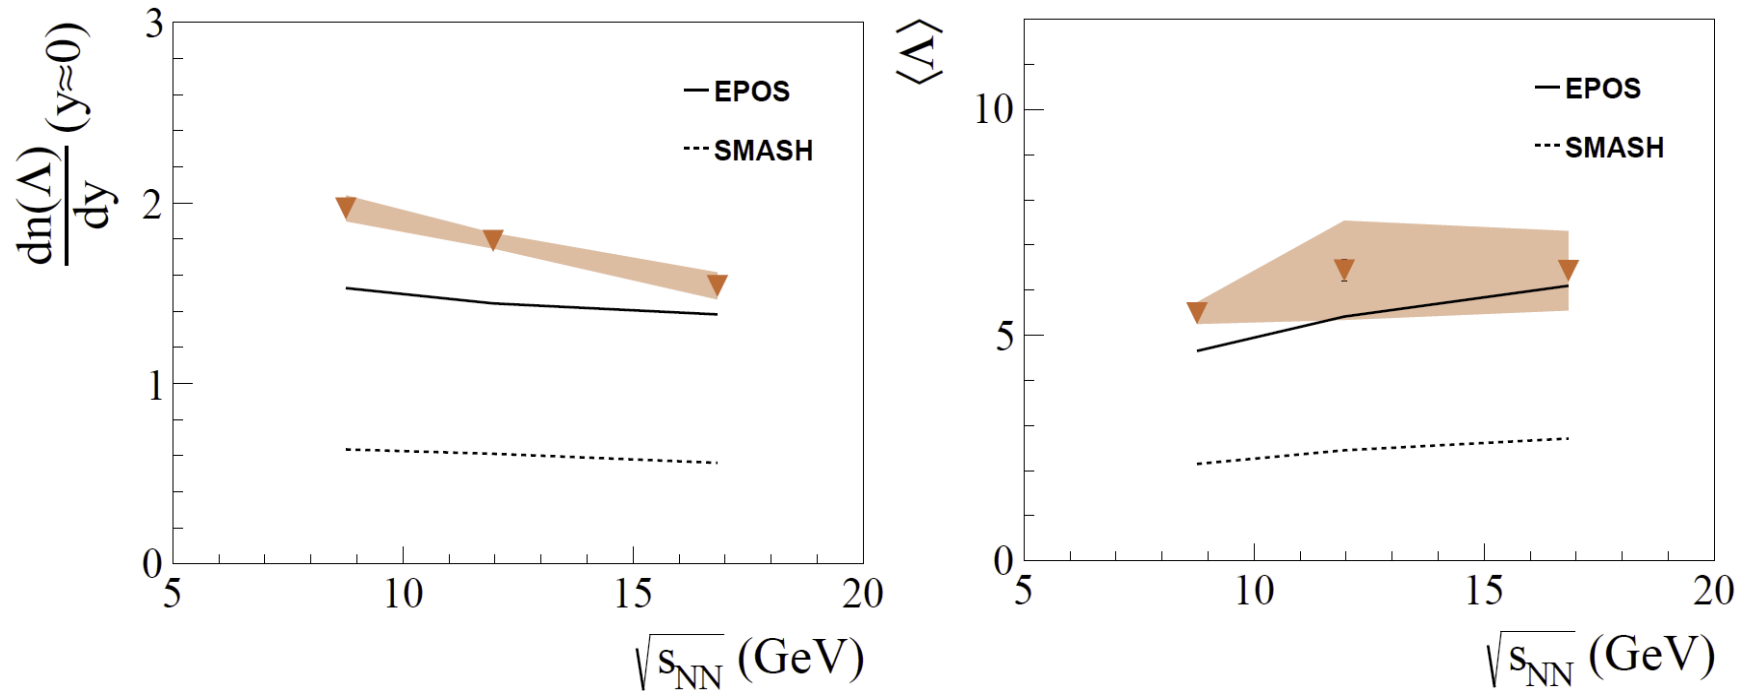 dn(Λ)
dy
(y≈0)
3
2
1
0
5
10
15
20
√sNN (GeV)
EPOS
SMASH
⟨Λ⟩
10
5
0
5
10
15
20
√sNN (GeV)
EPOS
SMASH